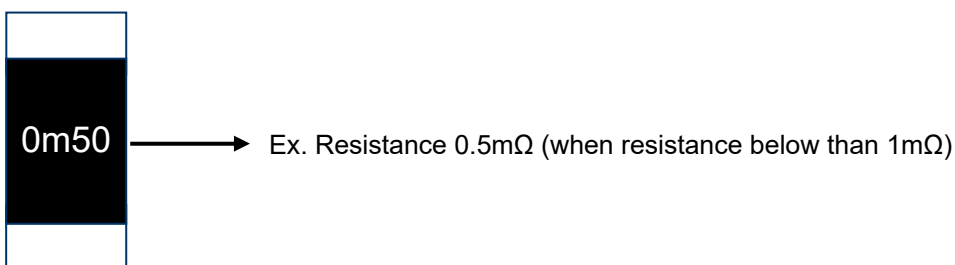 0m50
Ex. Resistance 0.5mΩ (when resistance below than 1mΩ)